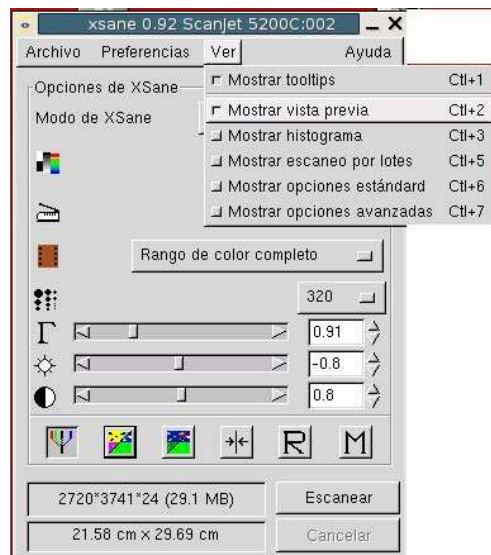 xsane 0.92 ScanJet 5200C:002
Archivo Preferencias Ver Ayuda
Mostrar tooltips Ctl+1
Mostrar vista previa Ctl+2
Mostrar histograma Ctl+3
Mostrar escaneo por lotes Ctl+5
Mostrar opciones estándard Ctl+6
Mostrar opciones avanzadas Ctl+7
Opciones de XSane
Modo de XSane
Rango de color completo
320
Γ 0.91
-0.8
0.8
R M
2720*3741*24 (29.1 MB) Escanear
21.58 cm x 29.69 cm Cancelar